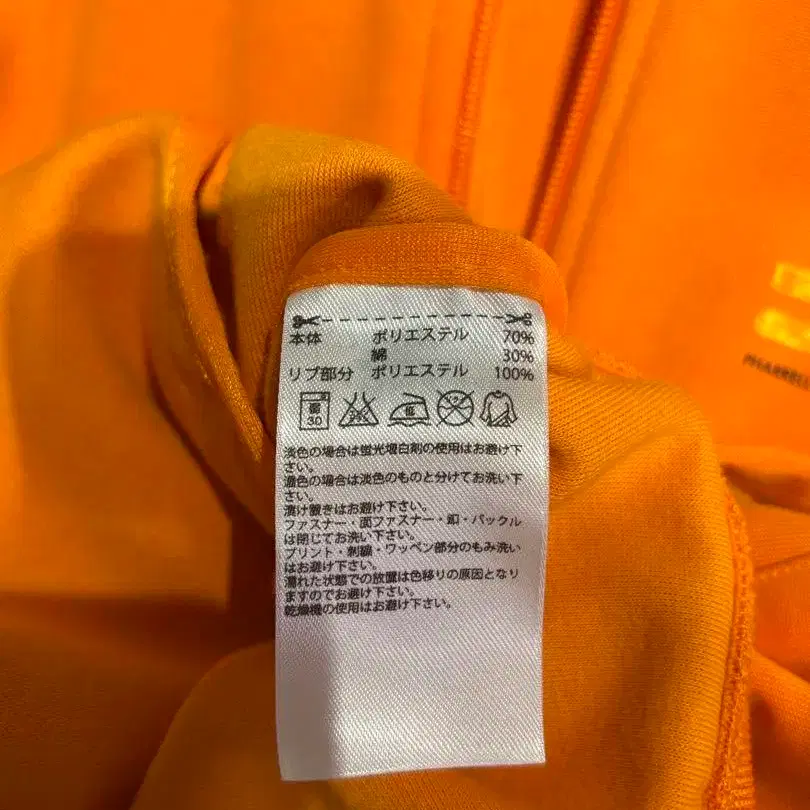 本体 ポリエステル 70%
綿 30%
リブ部分 ポリエステル 100%
弱
30
低
淡色の場合は蛍光増白剤の使用はお避け下
さい。
濃色の場合は淡色のものと分けてお洗い下
さい。
漬け置きはお避け下さい。
ファスナー・面ファスナー・釦・バックル
は閉じてお洗い下さい。
プリント・刺繍・ワッペン部分のもみ洗い
はお避け下さい。
濡れた状態での放置は色移りの原因となり
ますのでお避け下さい。
乾燥機の使用はお避け下さい。